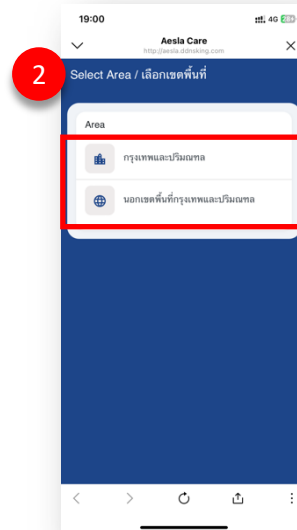 19:00
4G
Aesla Care
http://aesla.ddnsking.com
2
Select Area / เลือกเขตพื้นที่
Area
กรุงเทพและปริมณฑล
นอกเขตพื้นที่กรุงเทพและปริมณฑล